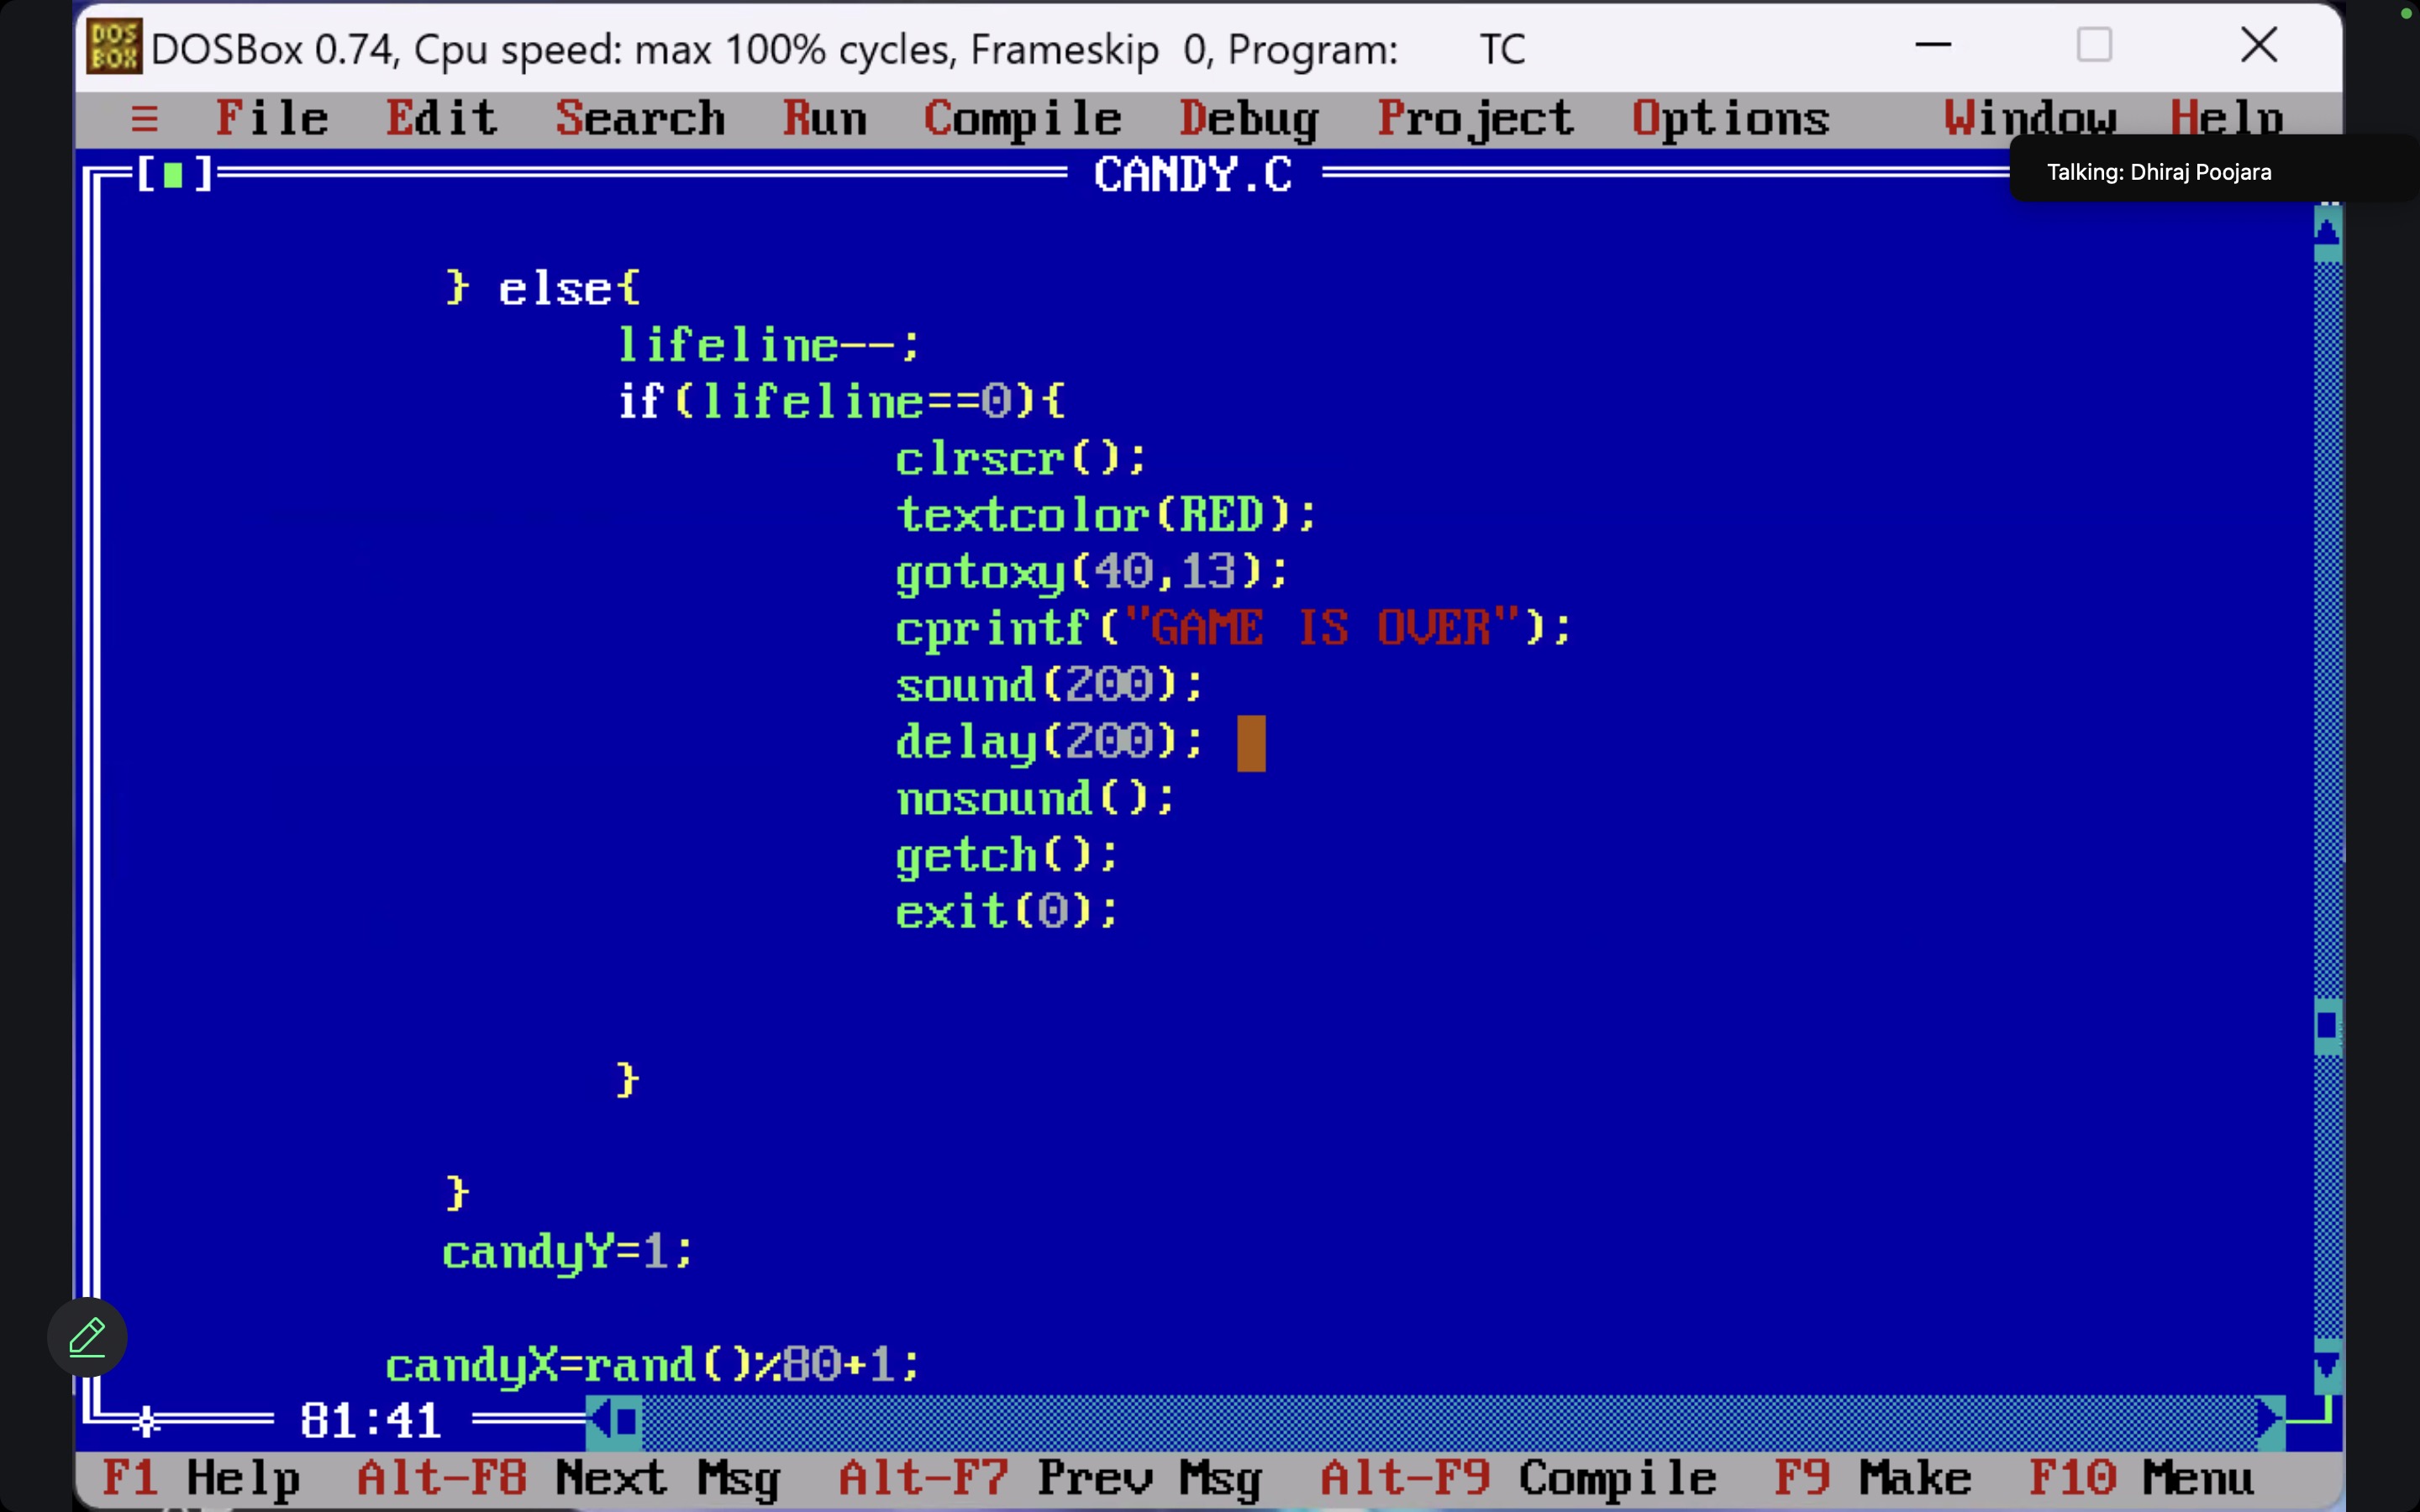 DOS
BOX
DOSBox 0.74, Cpu speed: max 100% cycles, Frameskip 0, Program: TC
≡ File Edit Search Run Compile Debug Project Options Window Help
Talking: Dhiraj Poojara
[■] CANDY.C
} else{
lifeline--;
if(lifeline==0){
clrscr();
textcolor(RED);
gotoxy(40,13);
cprintf("GAME IS OVER");
sound(200);
delay(200);
nosound();
getch();
exit(0);
}
}
candyY=1;
candyX=rand()%80+1;
81:41
F1 Help Alt-F8 Next Msg Alt-F7 Prev Msg Alt-F9 Compile F9 Make F10 Menu